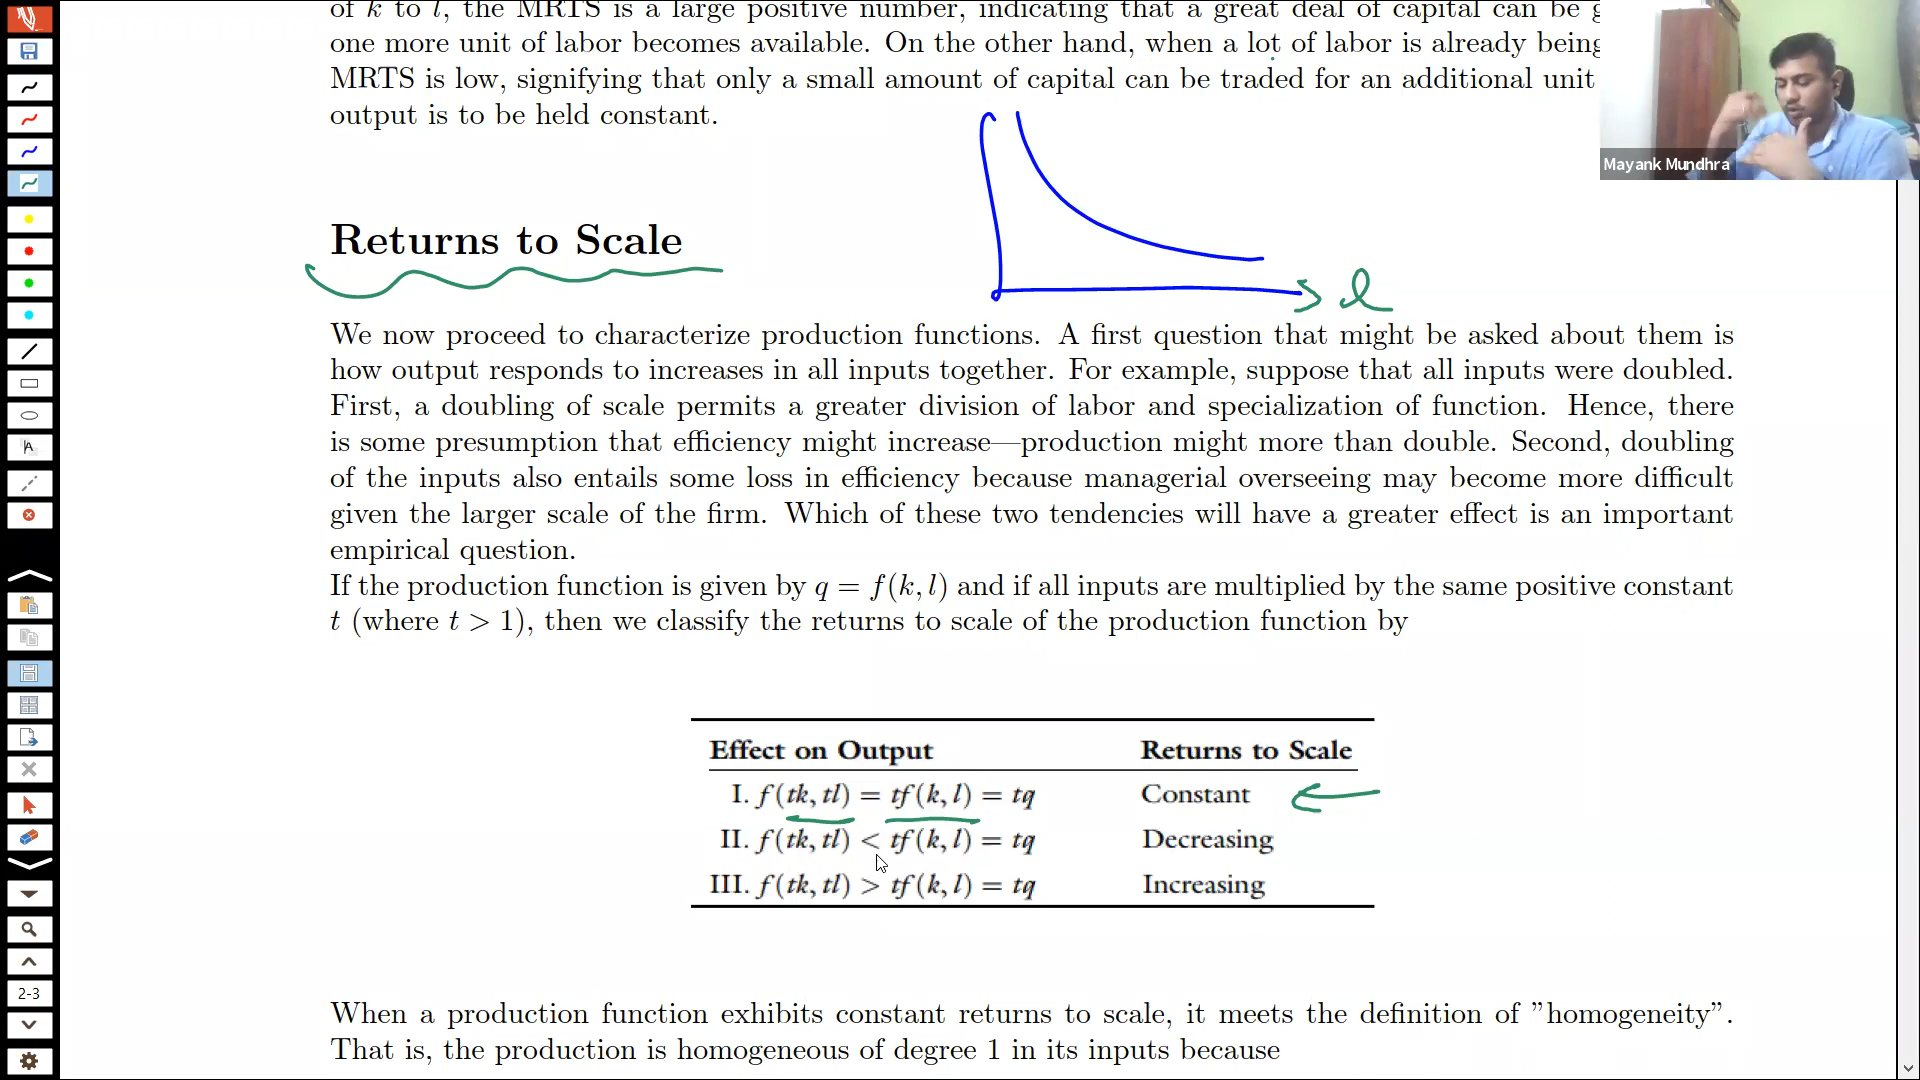 of k to l, the MRTS is a large positive number, indicating that a great deal of capital can be g
one more unit of labor becomes available. On the other hand, when a lot of labor is already being
MRTS is low, signifying that only a small amount of capital can be traded for an additional unit
output is to be held constant.
Mayank Mundhra
Returns to Scale
l
We now proceed to characterize production functions. A first question that might be asked about them is
how output responds to increases in all inputs together. For example, suppose that all inputs were doubled.
First, a doubling of scale permits a greater division of labor and specialization of function. Hence, there
is some presumption that efficiency might increase—production might more than double. Second, doubling
of the inputs also entails some loss in efficiency because managerial overseeing may become more difficult
given the larger scale of the firm. Which of these two tendencies will have a greater effect is an important
empirical question.
If the production function is given by q = f(k, l) and if all inputs are multiplied by the same positive constant
t (where t > 1), then we classify the returns to scale of the production function by
Effect on Output Returns to Scale
I. f(tk, tl) = tf(k, l) = tq Constant
II. f(tk, tl) < tf(k, l) = tq Decreasing
III. f(tk, tl) > tf(k, l) = tq Increasing
2-3
When a production function exhibits constant returns to scale, it meets the definition of ”homogeneity”.
That is, the production is homogeneous of degree 1 in its inputs because